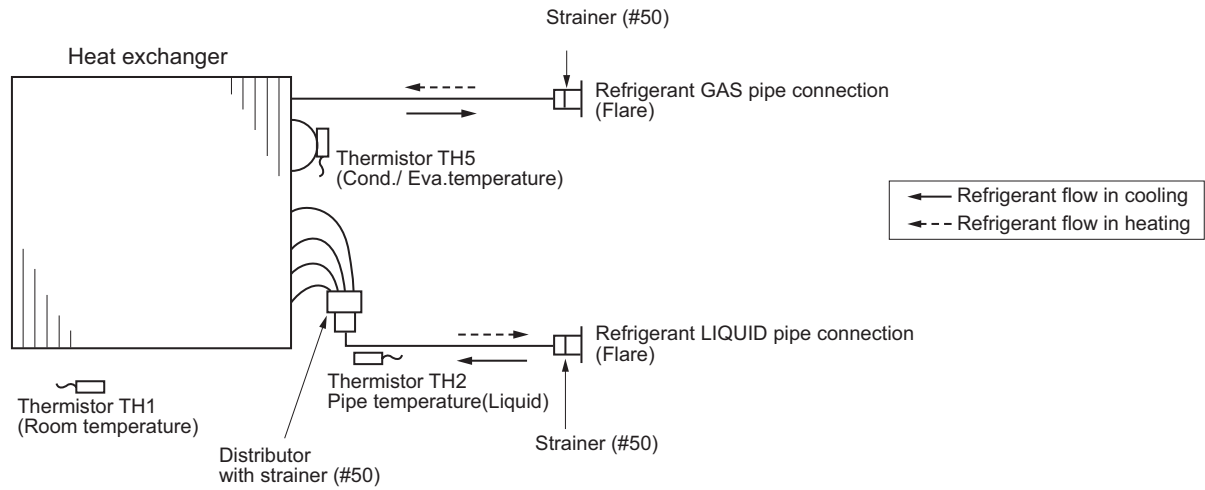 Strainer (#50)
Heat exchanger
Refrigerant GAS pipe connection
(Flare)
Thermistor TH5
(Cond./ Eva.temperature)
Refrigerant flow in cooling
Refrigerant flow in heating
Refrigerant LIQUID pipe connection
(Flare)
Thermistor TH2
Pipe temperature(Liquid)
Thermistor TH1
(Room temperature)
Strainer (#50)
Distributor
with strainer (#50)